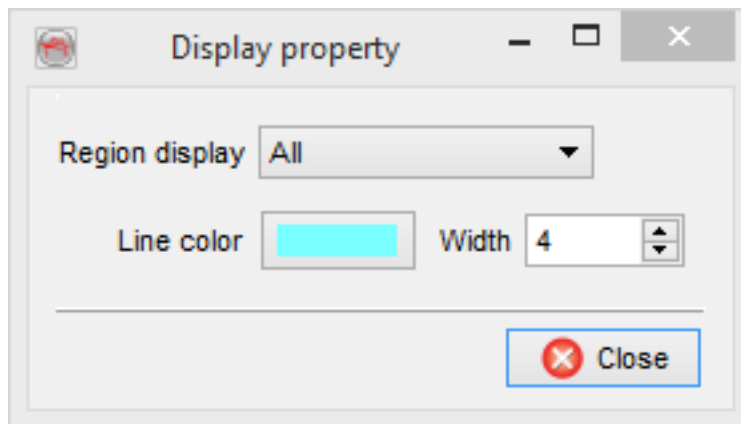 Display property
Region display All
Line color Width 4
Close